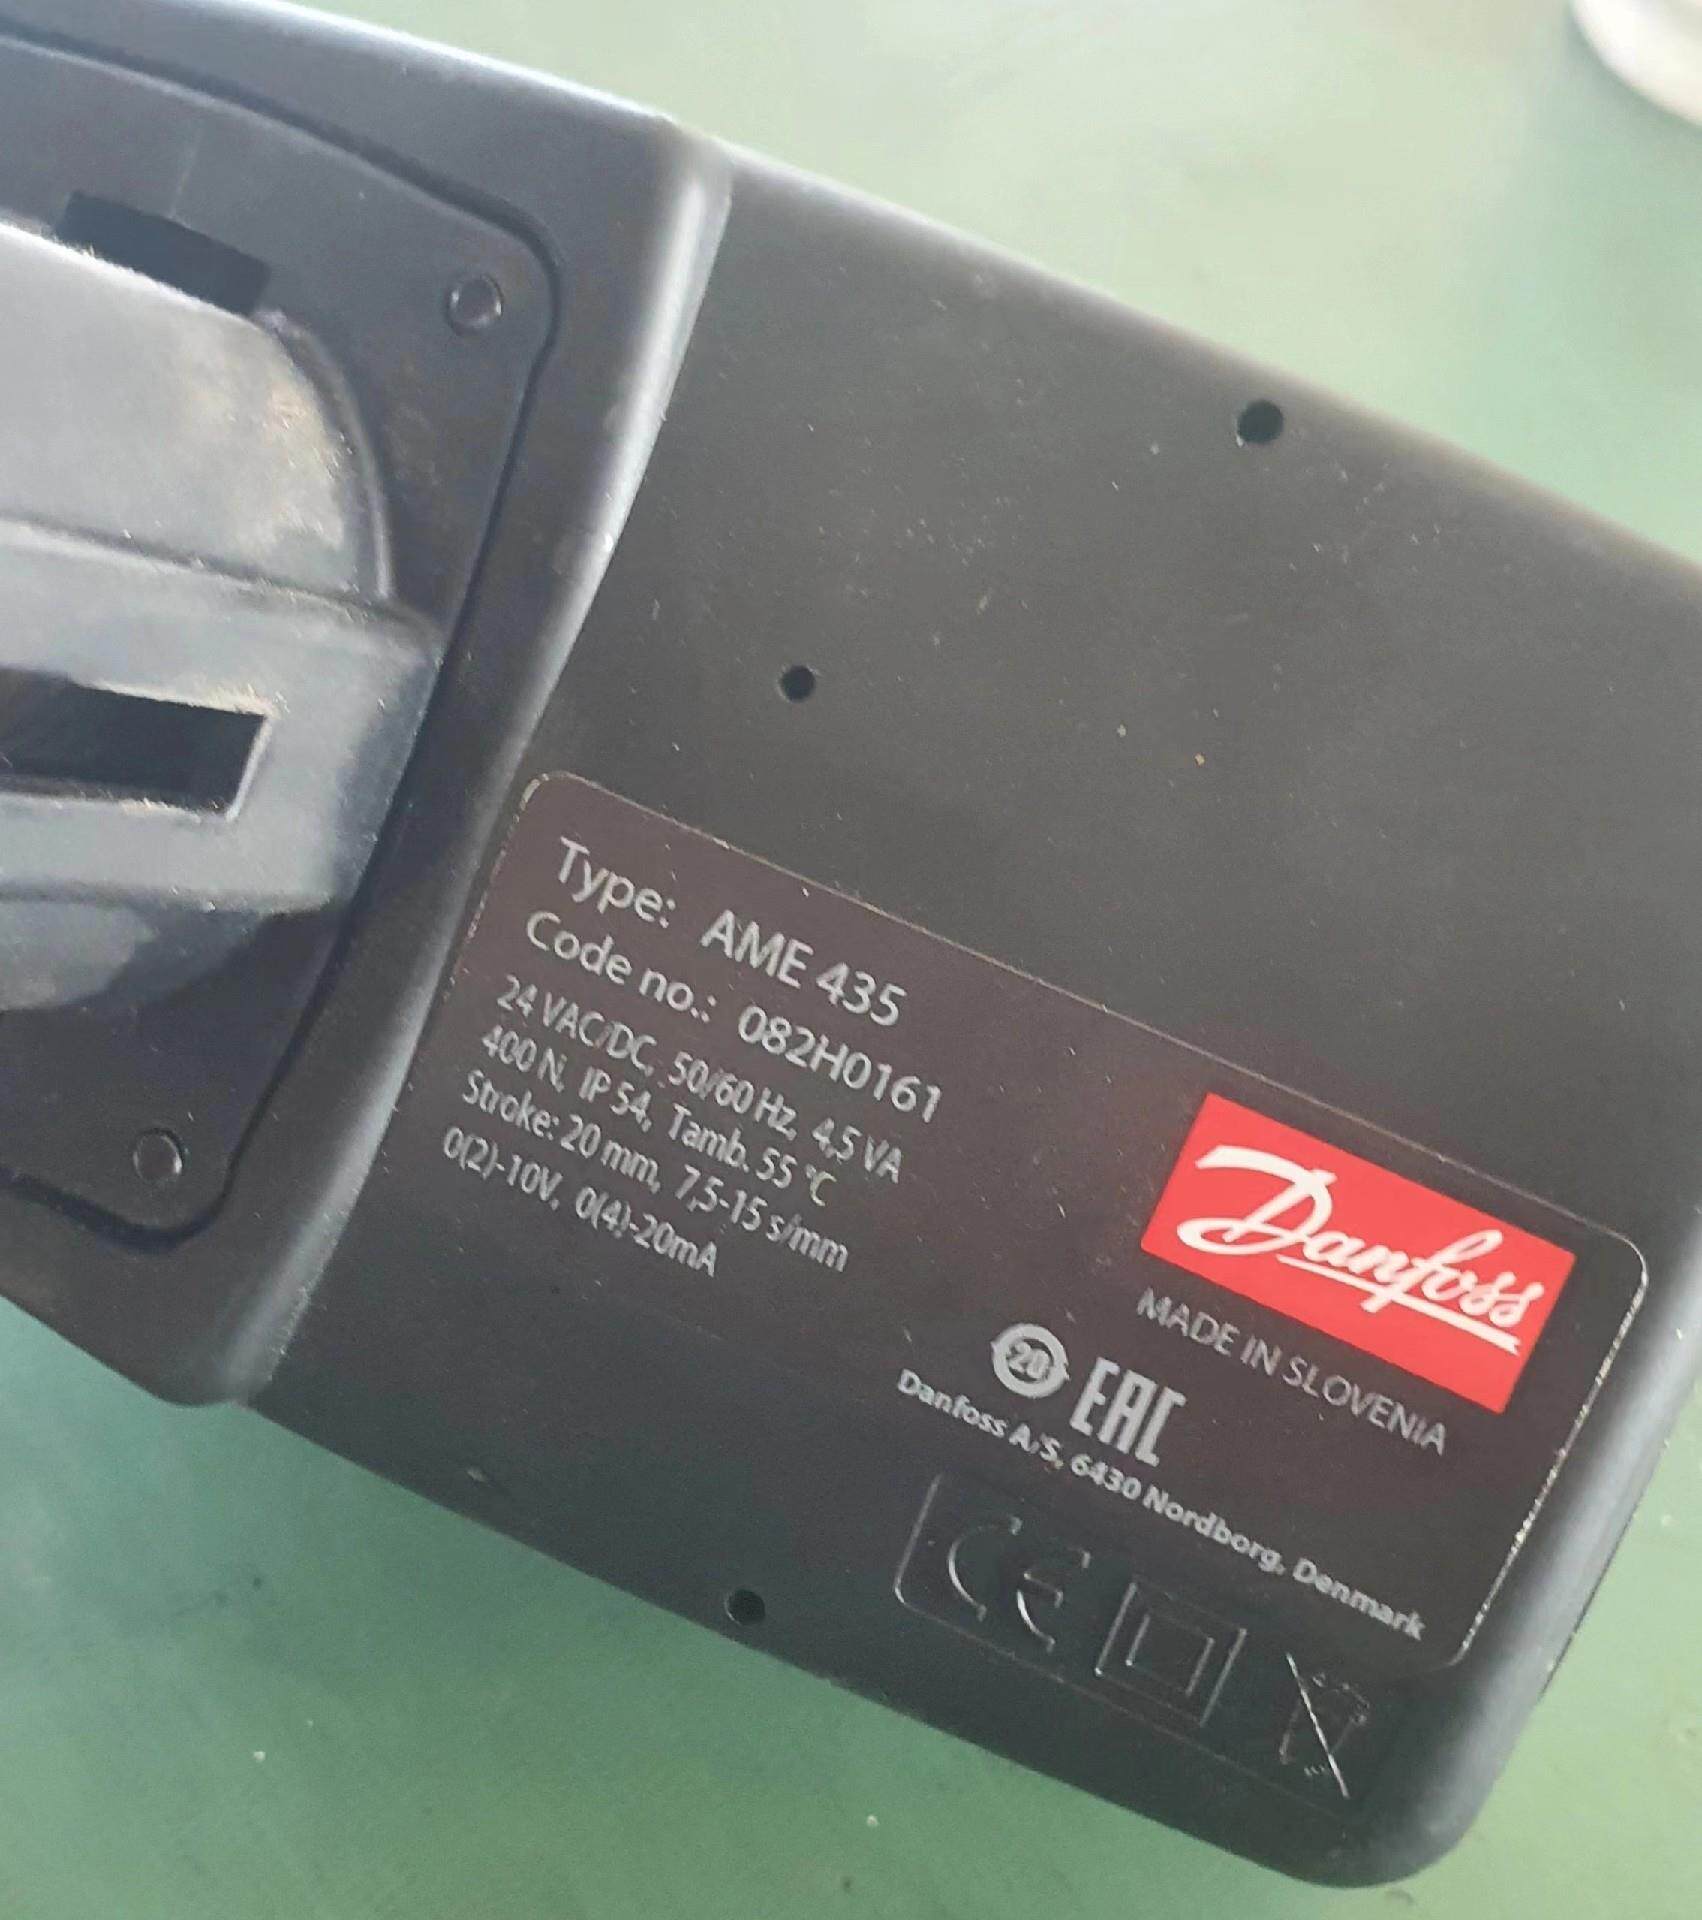 Type: AME 435
Code no.: 082H0161
24 VAC/DC, 50/60 Hz, 4,5 VA
400 N, IP 54, Tamb. 55 °C
Stroke: 20 mm, 7,5-15 s/mm
0(2)-10V, 0(4)-20mA
Danfoss
MADE IN SLOVENIA
20 EAC
Danfoss A/S, 6430 Nordborg, Denmark
CE